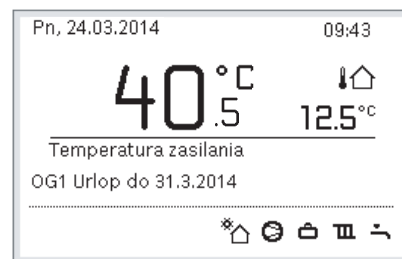 Pn, 24.03.2014 09:43
40.5 °C
12.5°C
Temperatura zasilania
OG1 Urlop do 31.3.2014